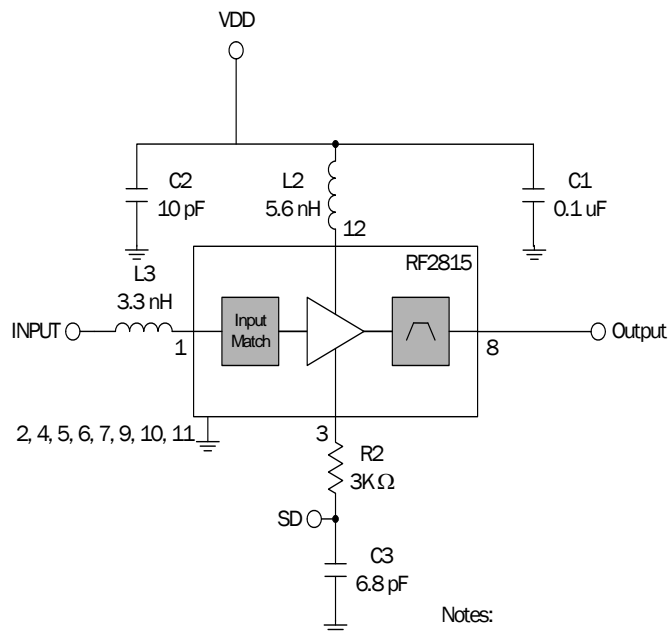 VDD
C2
10 pF
L2
5.6 nH
C1
0.1 uF
12
RF2815
L3
3.3 nH
INPUT
1
Input
Match
8
Output
2, 4, 5, 6, 7, 9, 10, 11
3
R2
3K Ω
SD
C3
6.8 pF
Notes: